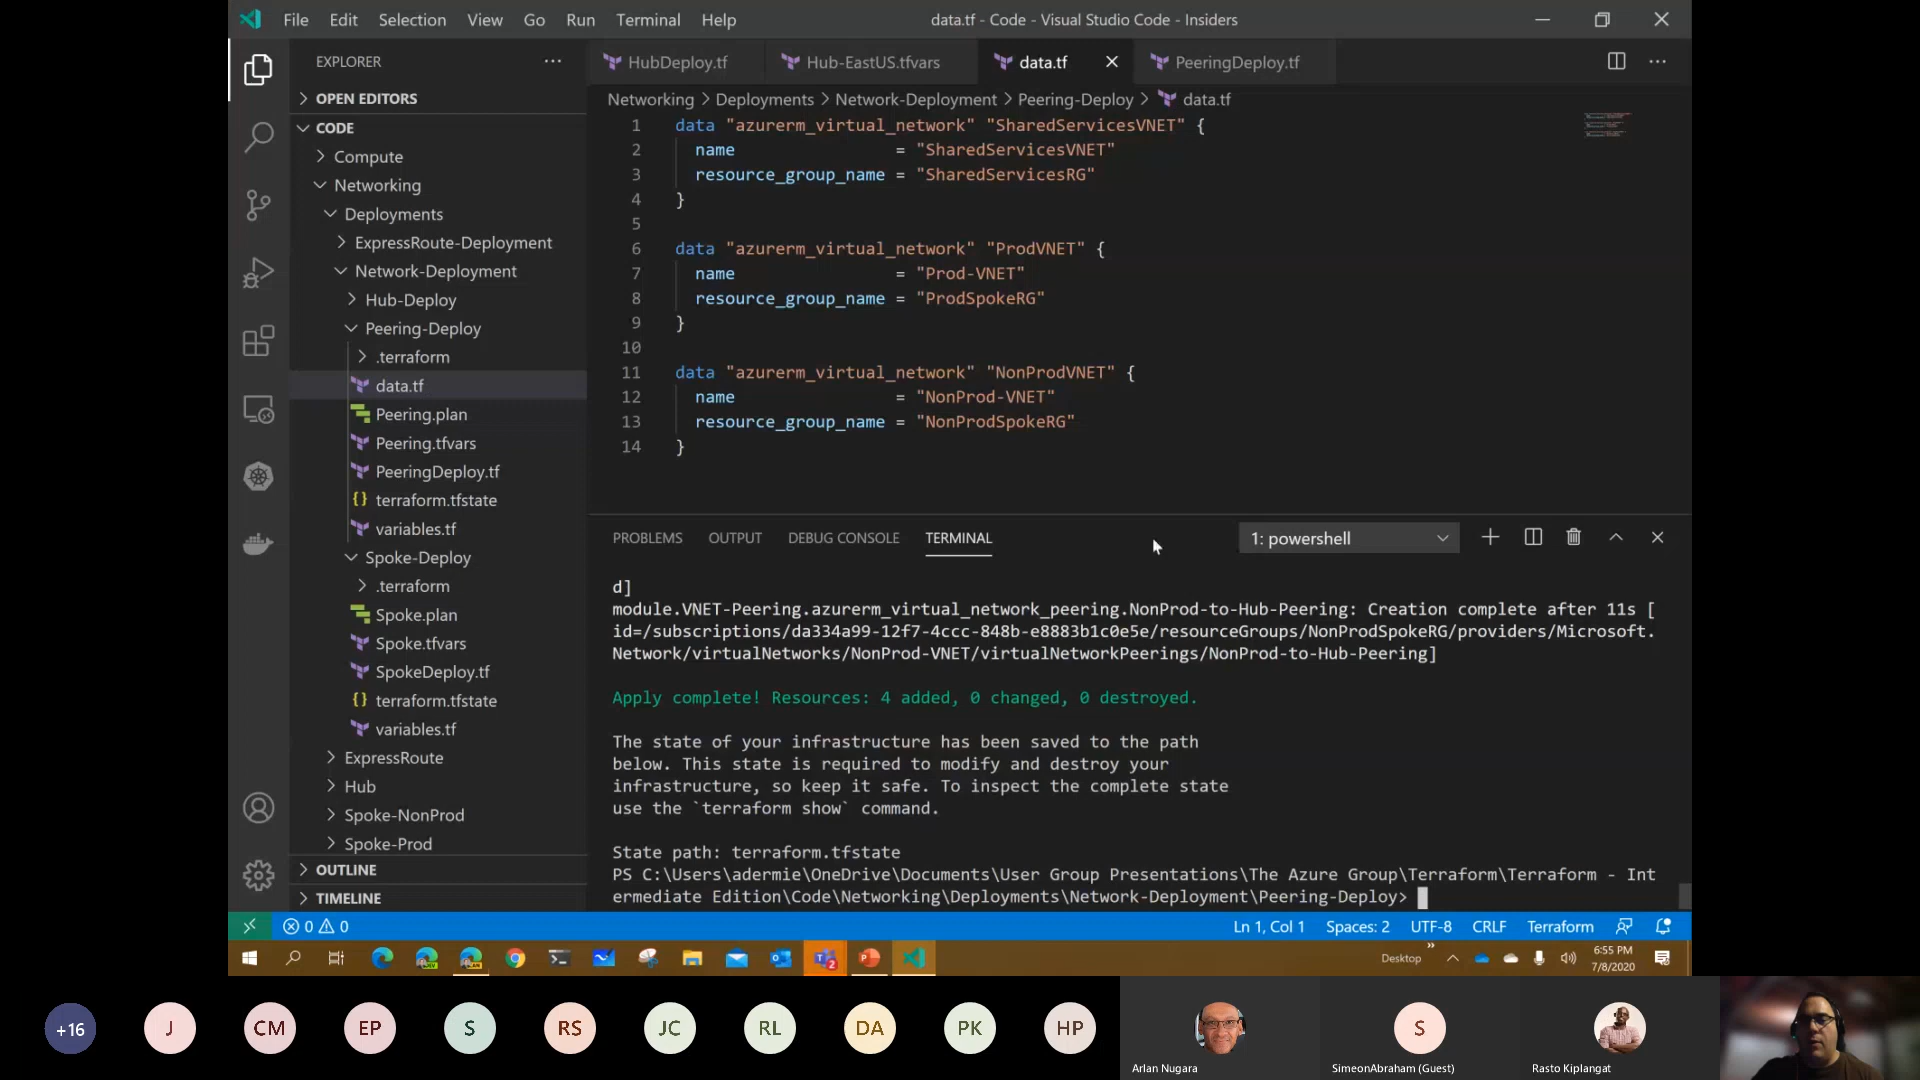 File Edit Selection View Go Run Terminal Help
data.tf - Code - Visual Studio Code - Insiders
EXPLORER
OPEN EDITORS
CODE
Compute
Networking
Deployments
ExpressRoute-Deployment
Network-Deployment
Hub-Deploy
Peering-Deploy
.terraform
data.tf
Peering.plan
Peering.tfvars
PeeringDeploy.tf
terraform.tfstate
variables.tf
Spoke-Deploy
.terraform
Spoke.plan
Spoke.tfvars
SpokeDeploy.tf
terraform.tfstate
variables.tf
ExpressRoute
Hub
Spoke-NonProd
Spoke-Prod
OUTLINE
TIMELINE
HubDeploy.tf Hub-EastUS.tfvars data.tf PeeringDeploy.tf
Networking > Deployments > Network-Deployment > Peering-Deploy > data.tf
1 data "azurerm_virtual_network" "SharedServicesVNET" {
2 name = "SharedServicesVNET"
3 resource_group_name = "SharedServicesRG"
4 }
5
6 data "azurerm_virtual_network" "ProdVNET" {
7 name = "Prod-VNET"
8 resource_group_name = "ProdSpokeRG"
9 }
10
11 data "azurerm_virtual_network" "NonProdVNET" {
12 name = "NonProd-VNET"
13 resource_group_name = "NonProdSpokeRG"
14 }
PROBLEMS OUTPUT DEBUG CONSOLE TERMINAL 1: powershell
d]
module.VNET-Peering.azurerm_virtual_network_peering.NonProd-to-Hub-Peering: Creation complete after 11s [
id=/subscriptions/da334a99-12f7-4ccc-848b-e8883b1c0e5e/resourceGroups/NonProdSpokeRG/providers/Microsoft.
Network/virtualNetworks/NonProd-VNET/virtualNetworkPeerings/NonProd-to-Hub-Peering]
Apply complete! Resources: 4 added, 0 changed, 0 destroyed.
The state of your infrastructure has been saved to the path
below. This state is required to modify and destroy your
infrastructure, so keep it safe. To inspect the complete state
use the `terraform show` command.
State path: terraform.tfstate
PS C:\Users\adermie\OneDrive\Documents\User Group Presentations\The Azure Group\Terraform\Terraform - Int
ermediate Edition\Code\Networking\Deployments\Network-Deployment\Peering-Deploy>
0 0 Ln 1, Col 1 Spaces: 2 UTF-8 CRLF Terraform
Desktop 6:55 PM
7/8/2020
+16 J CM EP S RS JC RL DA PK HP S
Arlan Nugara SimeonAbraham (Guest) Rasto Kiplangat